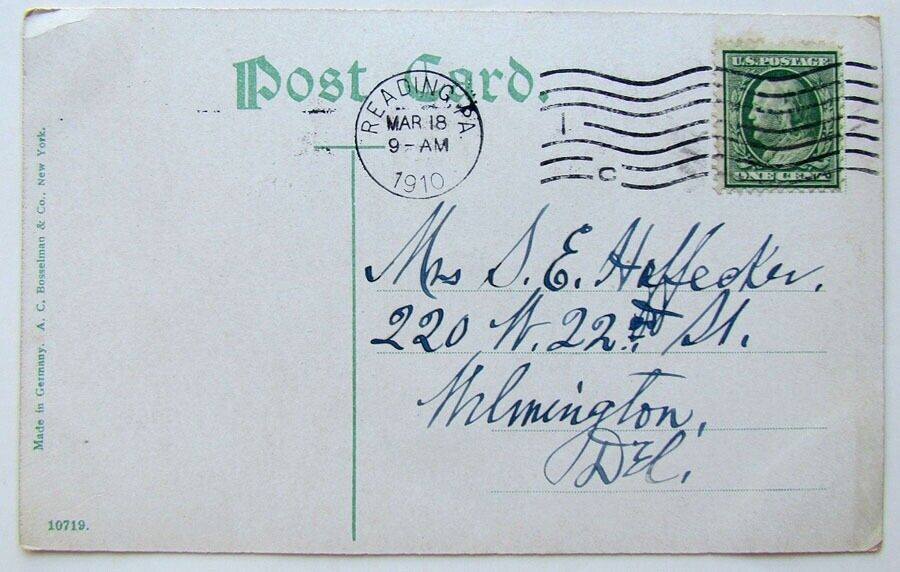 Post Card.
READING, PA.
MAR 18
9-AM
1910
C
U.S. POSTAGE
ONE CENT
Mrs S. E. Heffecker.
220 W. 22nd St.
Wilmington,
Del.
Made in Germany. A. C. Bosselman & Co., New York.
10719.